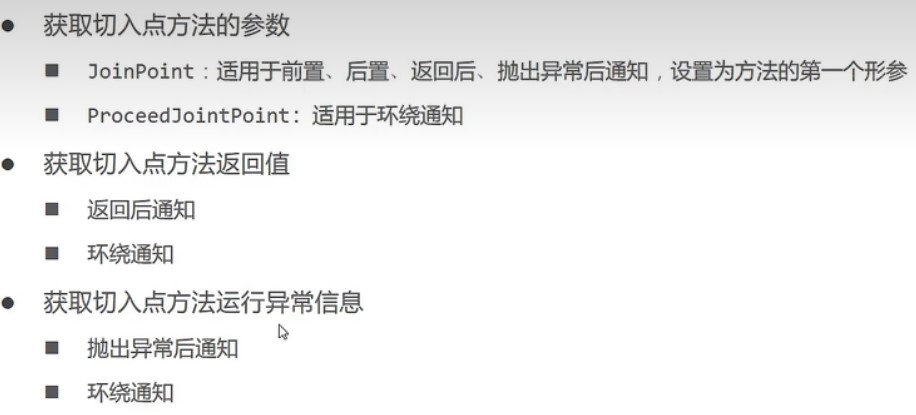 ● 获取切入点方法的参数
■ JoinPoint：适用于前置、后置、返回后、抛出异常后通知，设置为方法的第一个形参
■ ProceedJointPoint: 适用于环绕通知
● 获取切入点方法返回值
■ 返回后通知
■ 环绕通知
● 获取切入点方法运行异常信息
■ 抛出异常后通知
■ 环绕通知